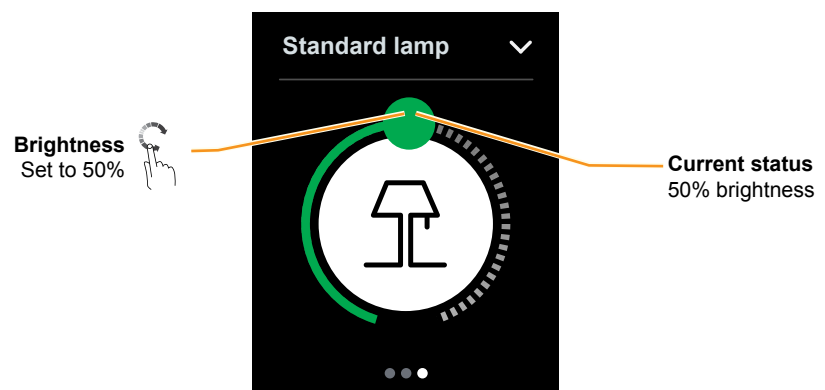 Standard lamp
Brightness
Set to 50%
Current status
50% brightness